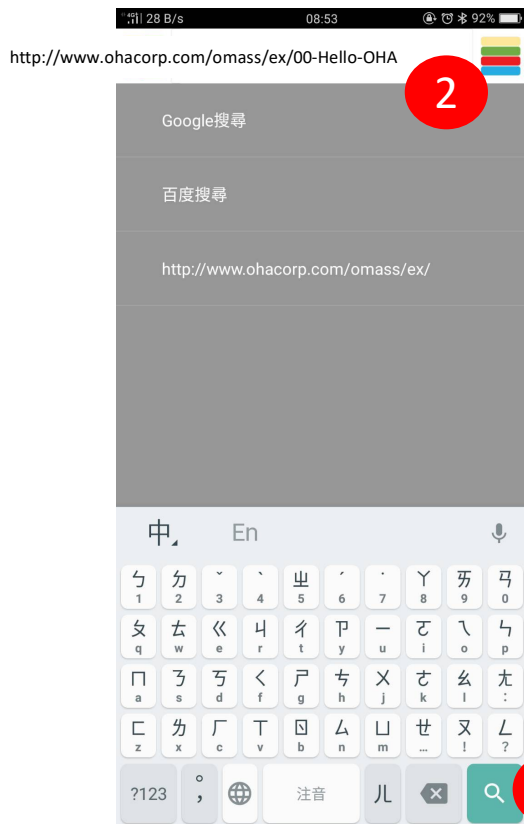 4G 28 B/s 08:53 92%
http://www.ohacorp.com/omass/ex/00-Hello-OHA
2
Google搜尋
百度搜尋
http://www.ohacorp.com/omass/ex/
中 En
ㄅ ㄉ ˇ ˋ ㄓ ˊ ˙ ㄚ ㄞ ㄢ
1 2 3 4 5 6 7 8 9 0
ㄆ ㄊ ㄍ ㄐ ㄔ ㄗ ㄧ ㄛ ㄟ ㄣ
q w e r t y u i o p
ㄇ ㄋ ㄎ ㄑ ㄕ ㄘ ㄨ ㄜ ㄠ ㄤ
a s d f g h j k l :
ㄈ ㄌ ㄏ ㄒ ㄖ ㄙ ㄩ ㄝ ㄡ ㄥ
z x c v b n m … ! ?
?123 ° , 注音 ㄦ